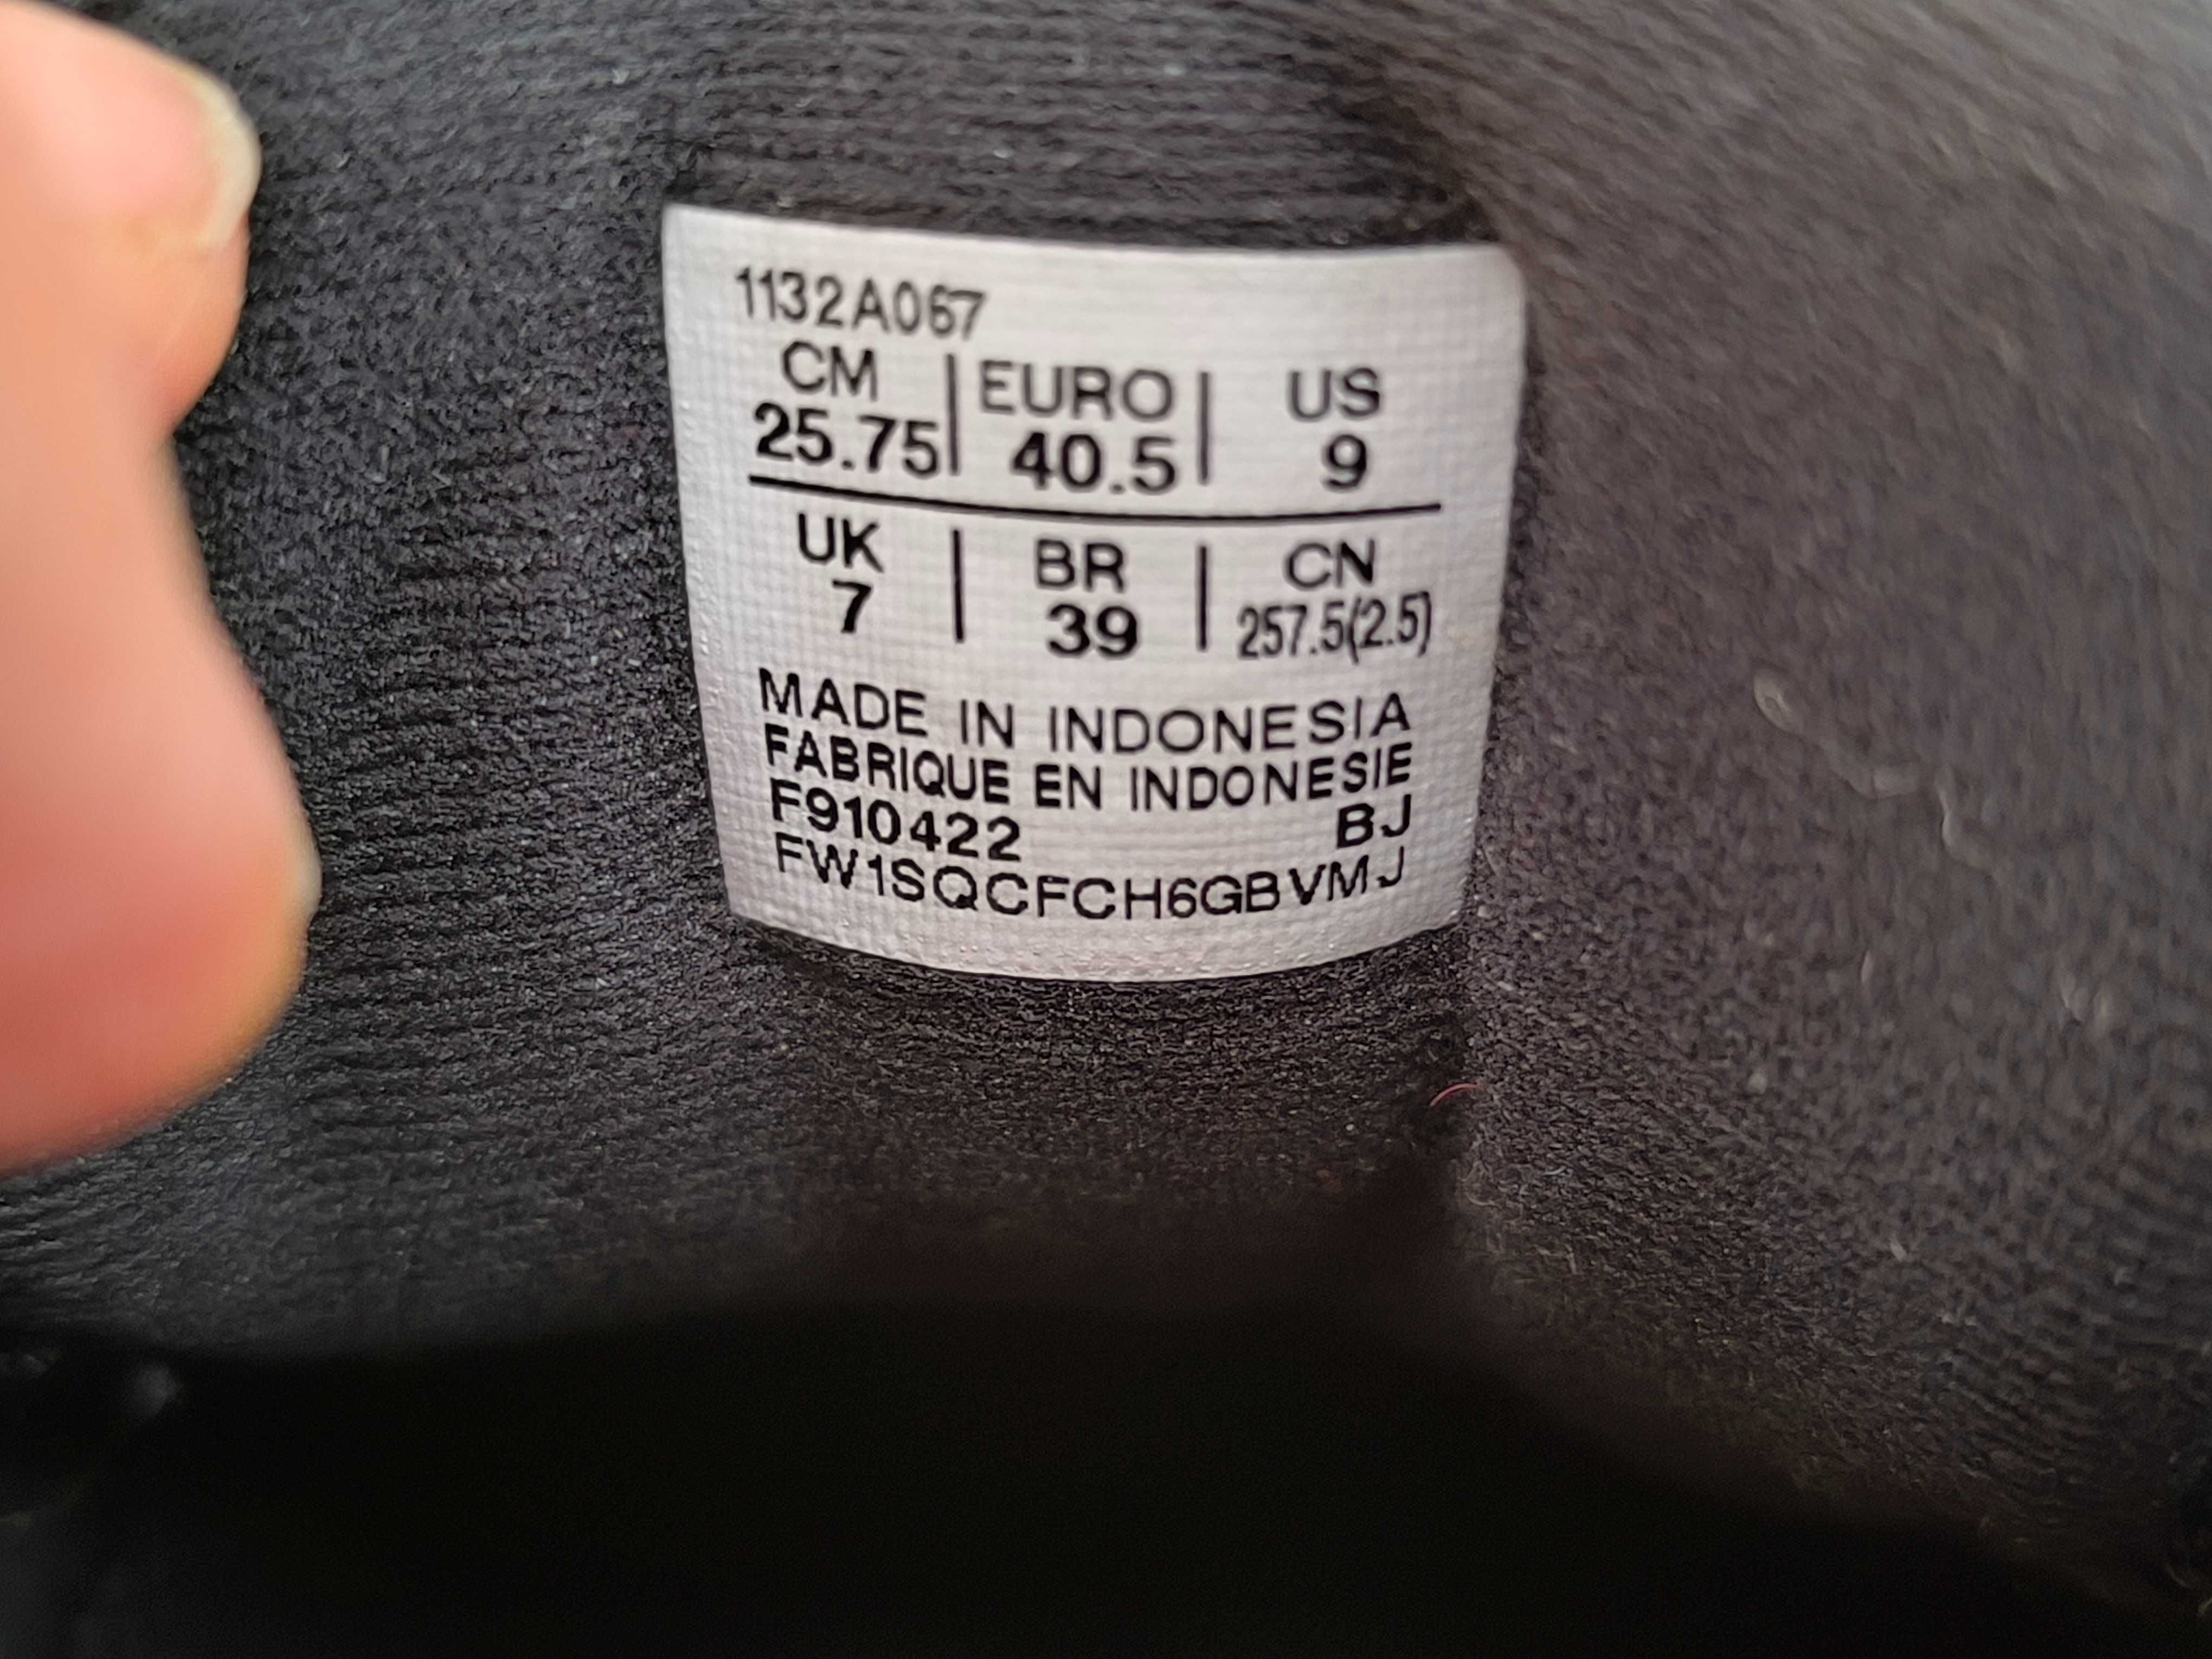 1132A067
CM | EURO | US
25.75 | 40.5 | 9
UK | BR | CN
7 | 39 | 257.5(2.5)
MADE IN INDONESIA
FABRIQUE EN INDONESIE
F910422 BJ
FW1SQCFCH6GBVMJ